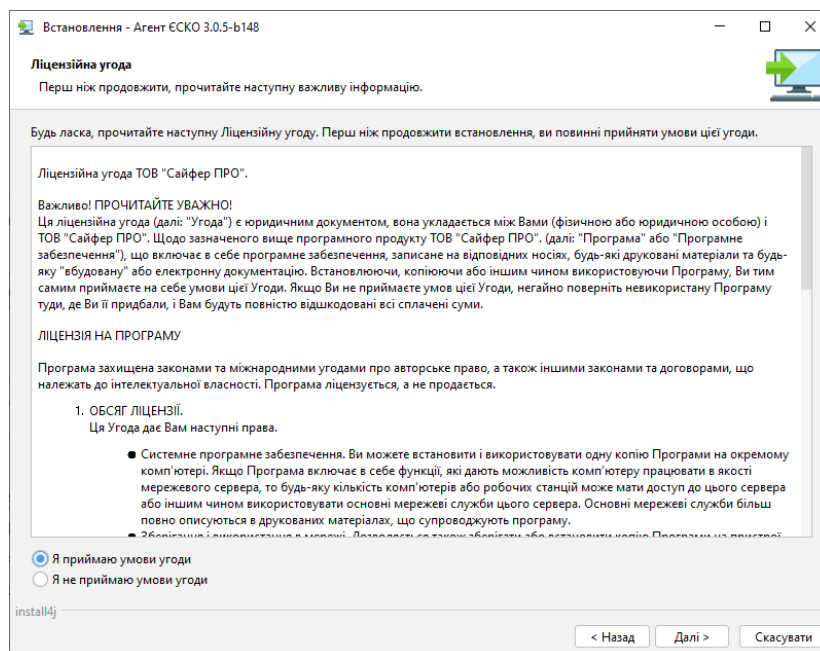 Встановлення - Агент ЄСКО 3.0.5-b148
Ліцензійна угода
Перш ніж продовжити, прочитайте наступну важливу інформацію.
Будь ласка, прочитайте наступну Ліцензійну угоду. Перш ніж продовжити встановлення, ви повинні прийняти умови цієї угоди.
Ліцензійна угода ТОВ "Сайфер ПРО".
Важливо! ПРОЧИТАЙТЕ УВАЖНО!
Ця ліцензійна угода (далі: "Угода") є юридичним документом, вона укладається між Вами (фізичною або юридичною особою) і
ТОВ "Сайфер ПРО". Щодо зазначеного вище програмного продукту ТОВ "Сайфер ПРО". (далі: "Програма" або "Програмне
забезпечення"), що включає в себе програмне забезпечення, записане на відповідних носіях, будь-які друковані матеріали та будь-
яку "вбудовану" або електронну документацію. Встановлюючи, копіюючи або іншим чином використовуючи Програму, Ви тим
самим приймаєте на себе умови цієї Угоди. Якщо Ви не приймаєте умов цієї Угоди, негайно поверніть невикористану Програму
туди, де Ви її придбали, і Вам будуть повністю відшкодовані всі сплачені суми.
ЛІЦЕНЗІЯ НА ПРОГРАМУ
Програма захищена законами та міжнародними угодами про авторське право, а також іншими законами та договорами, що
належать до інтелектуальної власності. Програма ліцензується, а не продається.
1. ОБСЯГ ЛІЦЕНЗІЇ.
Ця Угода дає Вам наступні права.
● Системне програмне забезпечення. Ви можете встановити і використовувати одну копію Програми на окремому
комп'ютері. Якщо Програма включає в себе функції, які дають можливість комп'ютеру працювати в якості
мережевого сервера, то будь-яку кількість комп'ютерів або робочих станцій може мати доступ до цього сервера
або іншим чином використовувати основні мережеві служби цього сервера. Основні мережеві служби більш
повно описуються в друкованих матеріалах, що супроводжують програму.
● Зберігання і використання в мережі. Дозволяється також зберігати або встановити копію Програми на пристрої
Я приймаю умови угоди
Я не приймаю умови угоди
install4j
< Назад
Далі >
Скасувати